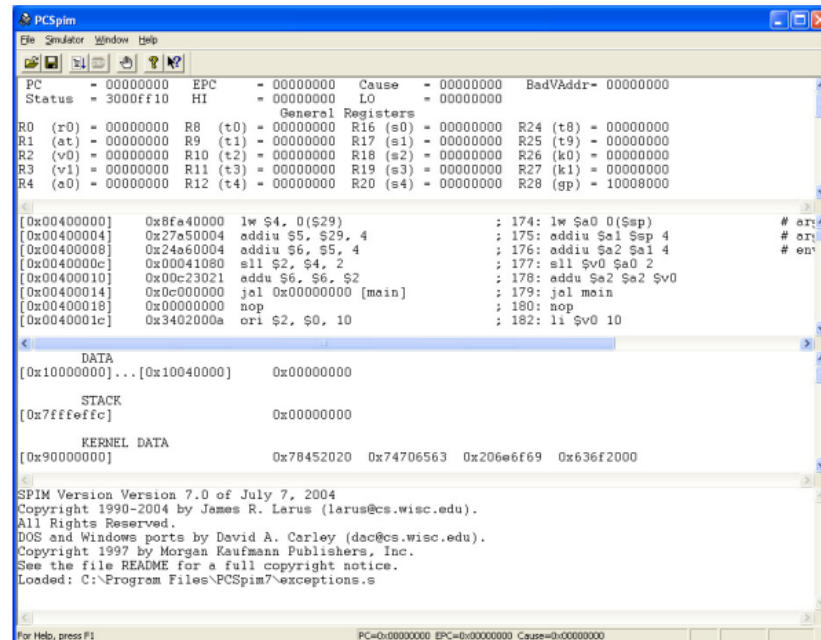 PCSpim
File Simulator Window Help
PC = 00000000 EPC = 00000000 Cause = 00000000 BadVAddr= 00000000
Status = 3000ff10 HI = 00000000 LO = 00000000
General Registers
R0 (r0) = 00000000 R8 (t0) = 00000000 R16 (s0) = 00000000 R24 (t8) = 00000000
R1 (at) = 00000000 R9 (t1) = 00000000 R17 (s1) = 00000000 R25 (t9) = 00000000
R2 (v0) = 00000000 R10 (t2) = 00000000 R18 (s2) = 00000000 R26 (k0) = 00000000
R3 (v1) = 00000000 R11 (t3) = 00000000 R19 (s3) = 00000000 R27 (k1) = 00000000
R4 (a0) = 00000000 R12 (t4) = 00000000 R20 (s4) = 00000000 R28 (gp) = 10008000
[0x00400000] 0x8fa40000 lw $4, 0($29) ; 174: lw $a0 0($sp) # arg
[0x00400004] 0x27a50004 addiu $5, $29, 4 ; 175: addiu $a1 $sp 4 # arg
[0x00400008] 0x24a60004 addiu $6, $5, 4 ; 176: addiu $a2 $a1 4 # env
[0x0040000c] 0x00041080 sll $2, $4, 2 ; 177: sll $v0 $a0 2
[0x00400010] 0x00c23021 addu $6, $6, $2 ; 178: addu $a2 $a2 $v0
[0x00400014] 0x0c000000 jal 0x00000000 [main] ; 179: jal main
[0x00400018] 0x00000000 nop ; 180: nop
[0x0040001c] 0x3402000a ori $2, $0, 10 ; 182: li $v0 10
DATA
[0x10000000]...[0x10040000] 0x00000000
STACK
[0x7fffeffc] 0x00000000
KERNEL DATA
[0x90000000] 0x78452020 0x74706563 0x206e6f69 0x636f2000
SPIM Version Version 7.0 of July 7, 2004
Copyright 1990-2004 by James R. Larus (larus@cs.wisc.edu).
All Rights Reserved.
DOS and Windows ports by David A. Carley (dac@cs.wisc.edu).
Copyright 1997 by Morgan Kaufmann Publishers, Inc.
See the file README for a full copyright notice.
Loaded: C:\Program Files\PCSpim7\exceptions.s
For Help, press F1 PC=0x00000000 EPC=0x00000000 Cause=0x00000000